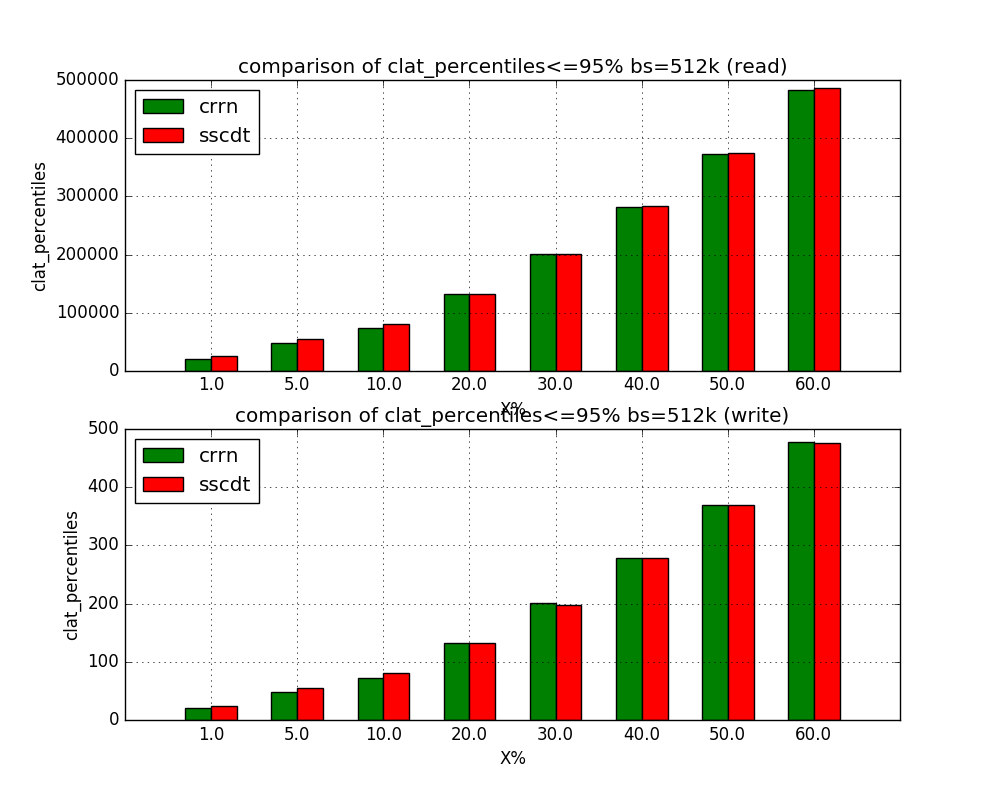 comparison of clat_percentiles<=95% bs=512k (read)
500000
400000
300000
200000
100000
0
clat_percentiles
crrn
sscdt
1.0 5.0 10.0 20.0 30.0 40.0 50.0 60.0
X%
comparison of clat_percentiles<=95% bs=512k (write)
500
400
300
200
100
0
clat_percentiles
crrn
sscdt
1.0 5.0 10.0 20.0 30.0 40.0 50.0 60.0
X%